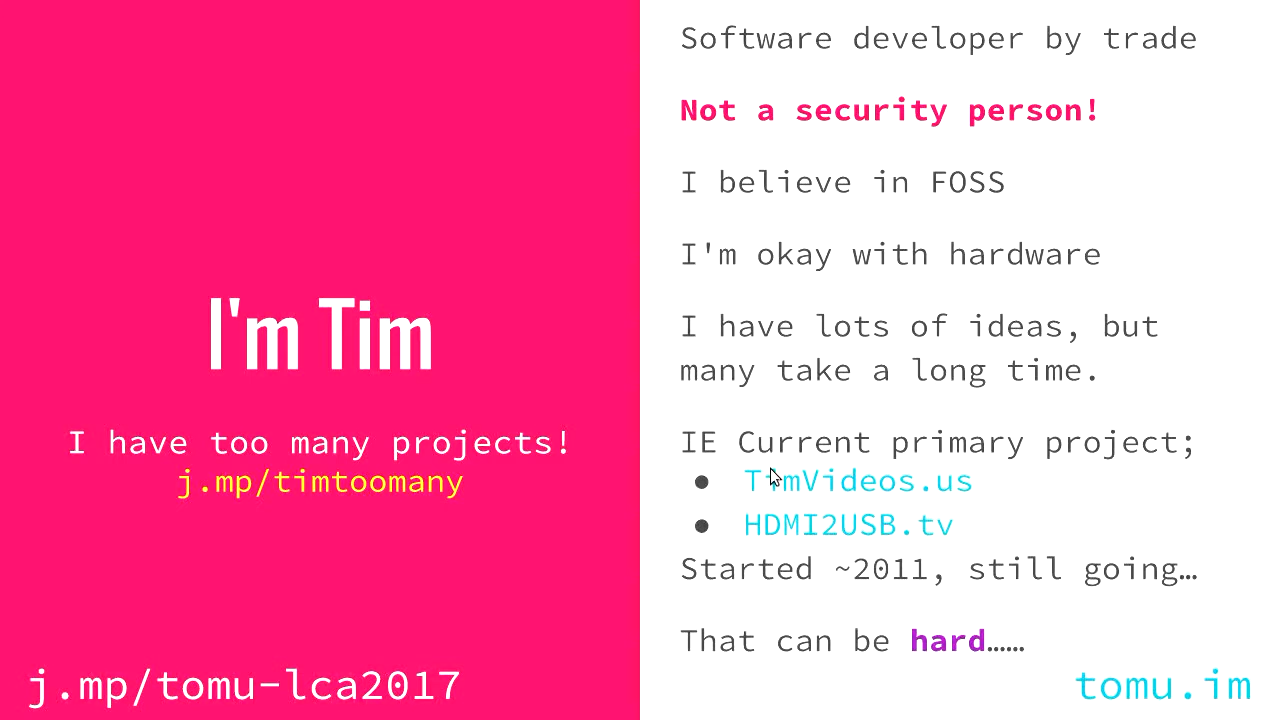 I'm Tim
I have too many projects!
j.mp/timtoomany
j.mp/tomu-lca2017
Software developer by trade
Not a security person!
I believe in FOSS
I'm okay with hardware
I have lots of ideas, but
many take a long time.
IE Current primary project;
● TimVideos.us
● HDMI2USB.tv
Started ~2011, still going…
That can be hard……
tomu.im